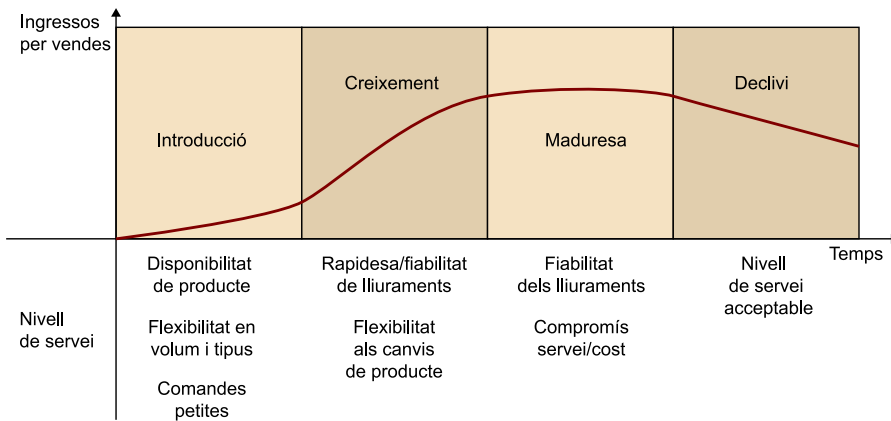 Ingressos
per vendes
Introducció
Creixement
Maduresa
Declivi
Temps
Nivell
de servei
Disponibilitat
de producte
Flexibilitat en
volum i tipus
Comandes
petites
Rapidesa/fiabilitat
de lliuraments
Flexibilitat
als canvis
de producte
Fiabilitat
dels lliuraments
Compromís
servei/cost
Nivell
de servei
acceptable